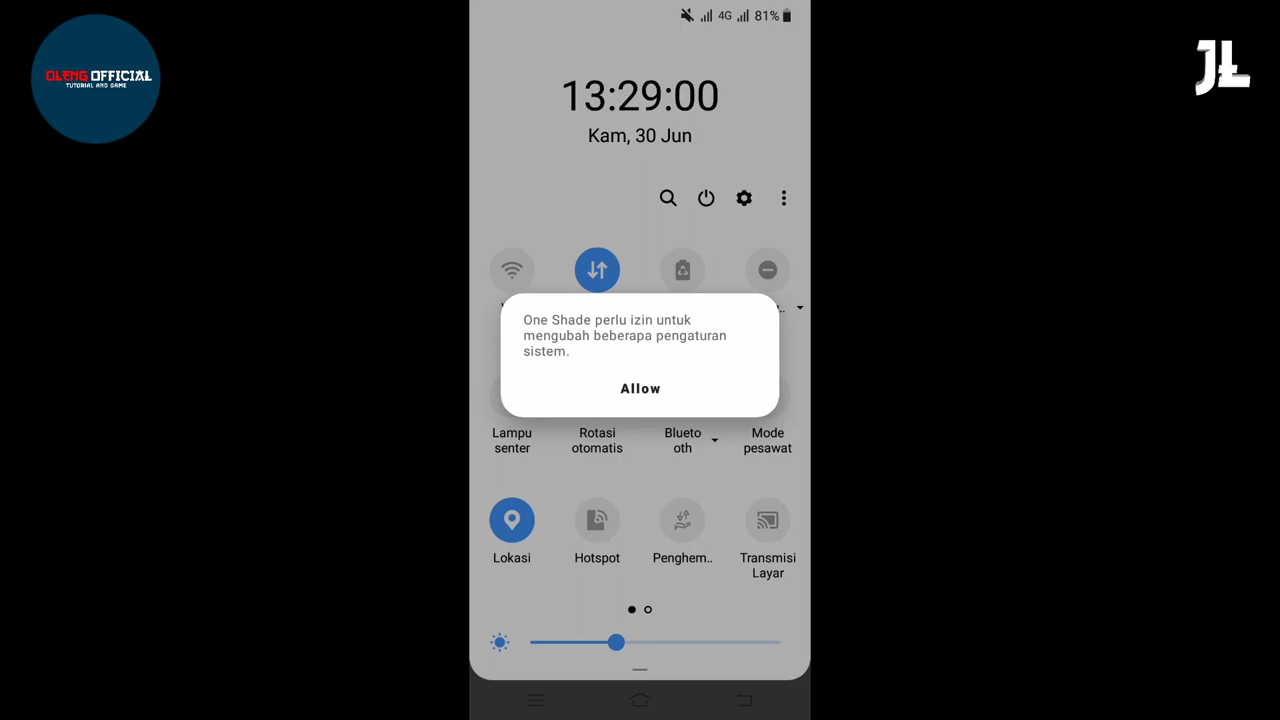 OLENG OFFICIAL
TUTORIAL AND GAME
JL
4G
81%
13:29:00
Kam, 30 Jun
One Shade perlu izin untuk
mengubah beberapa pengaturan
sistem.
Allow
Lampu
senter
Rotasi
otomatis
Blueto
oth
Mode
pesawat
Lokasi
Hotspot
Penghem..
Transmisi
Layar